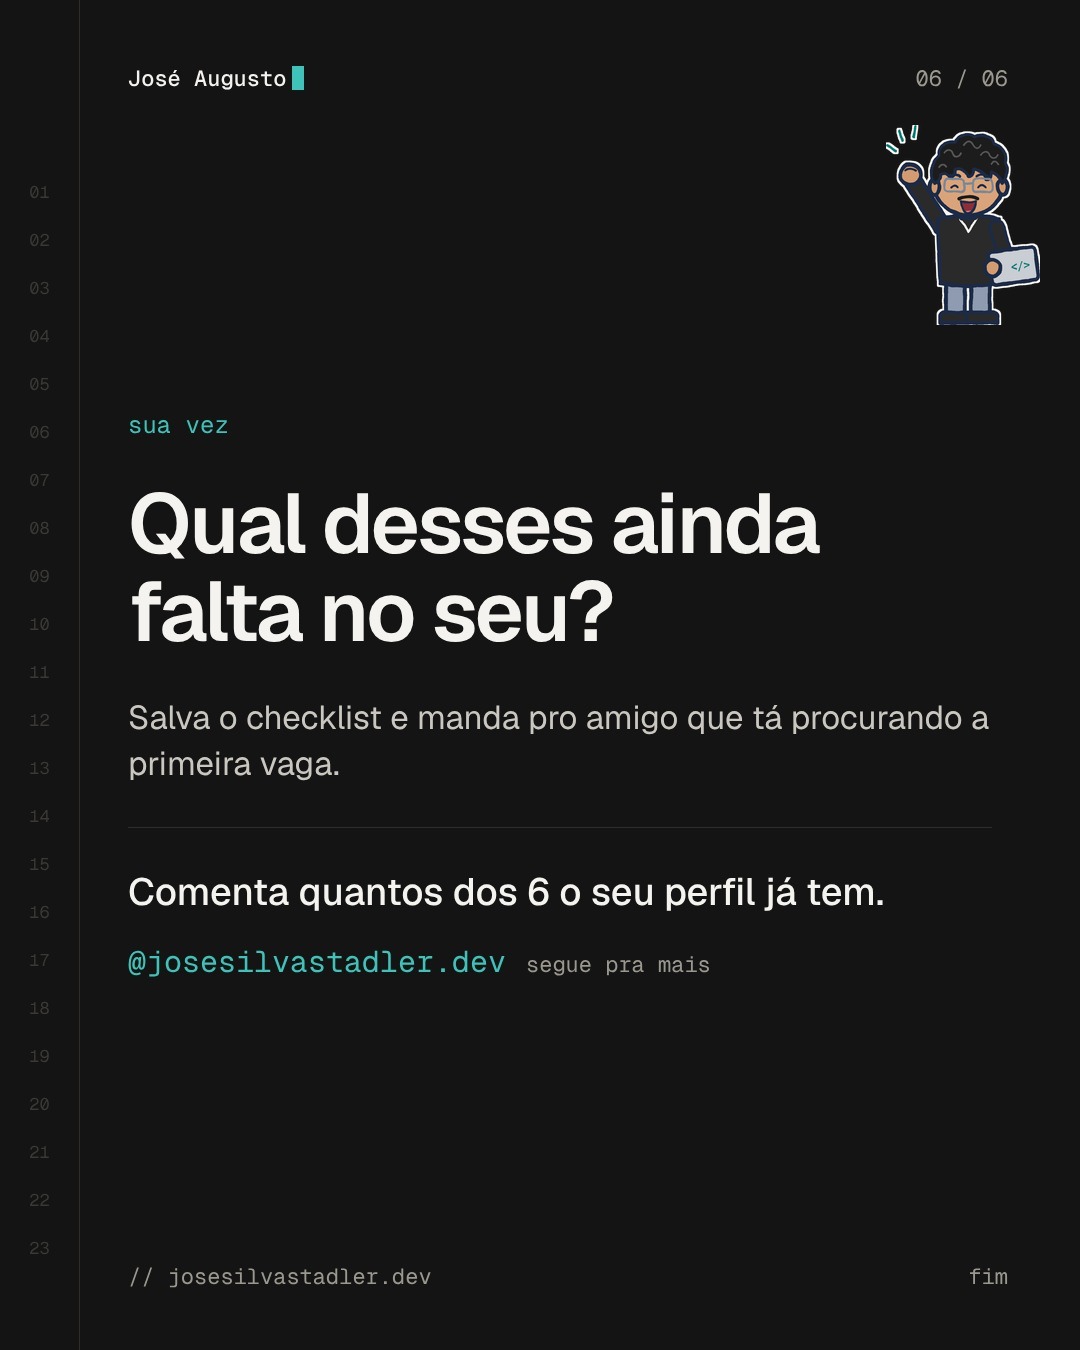 José Augusto
06 / 06
</>
01
02
03
04
05
06
07
08
09
10
11
12
13
14
15
16
17
18
19
20
21
22
23
sua vez
Qual desses ainda
falta no seu?
Salva o checklist e manda pro amigo que tá procurando a
primeira vaga.
Comenta quantos dos 6 o seu perfil já tem.
@josesilvastadler.dev segue pra mais
// josesilvastadler.dev
fim